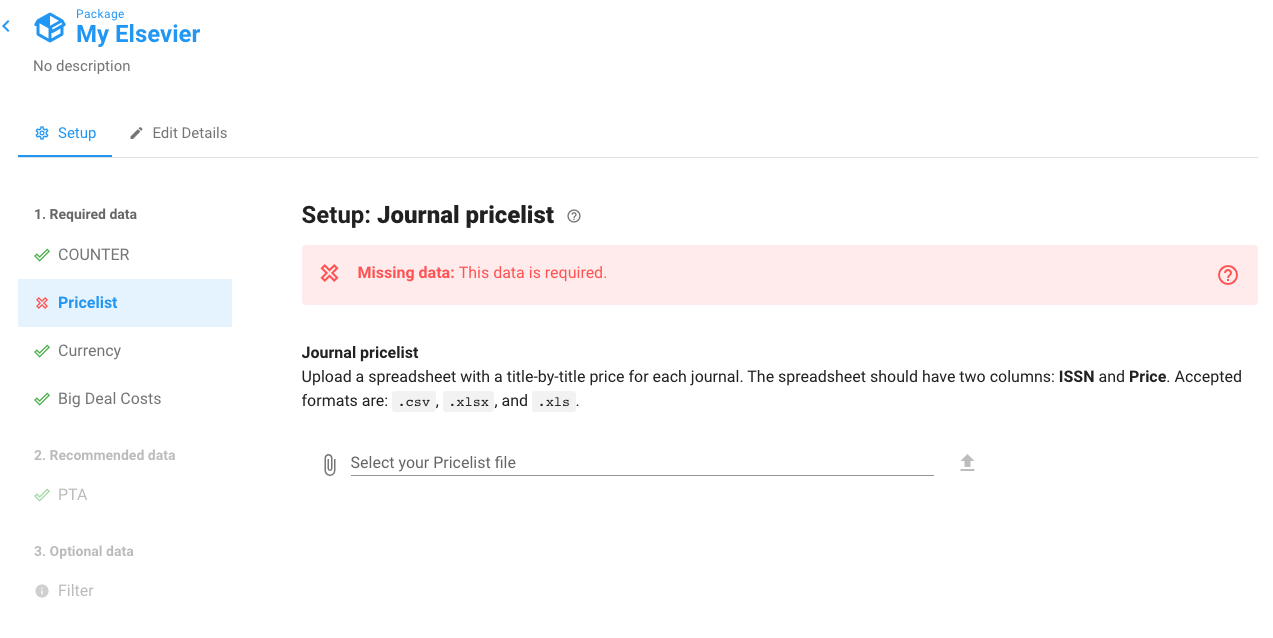 Package
My Elsevier
No description
Setup
Edit Details
1. Required data
COUNTER
Pricelist
Currency
Big Deal Costs
2. Recommended data
PTA
3. Optional data
Filter
Setup: Journal pricelist
Missing data: This data is required.
Journal pricelist
Upload a spreadsheet with a title-by-title price for each journal. The spreadsheet should have two columns: ISSN and Price. Accepted
formats are: .csv, .xlsx, and .xls.
Select your Pricelist file